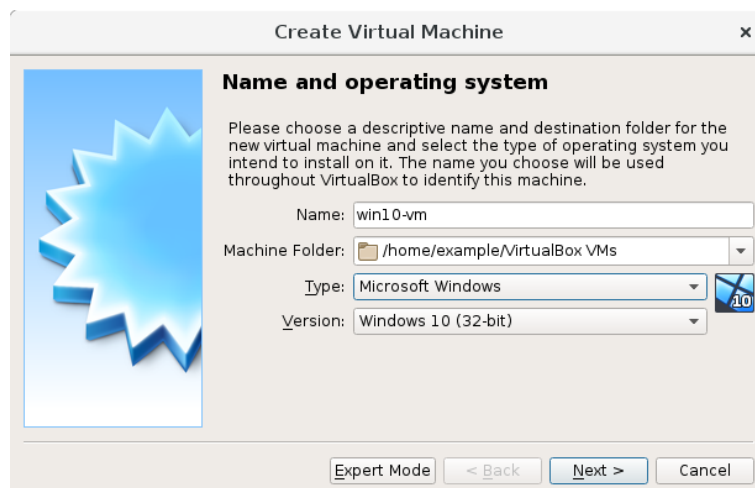 Create Virtual Machine
Name and operating system
Please choose a descriptive name and destination folder for the
new virtual machine and select the type of operating system you
intend to install on it. The name you choose will be used
throughout VirtualBox to identify this machine.
Name: win10-vm
Machine Folder: /home/example/VirtualBox VMs
Type: Microsoft Windows
10
Version: Windows 10 (32-bit)
Expert Mode < Back Next > Cancel